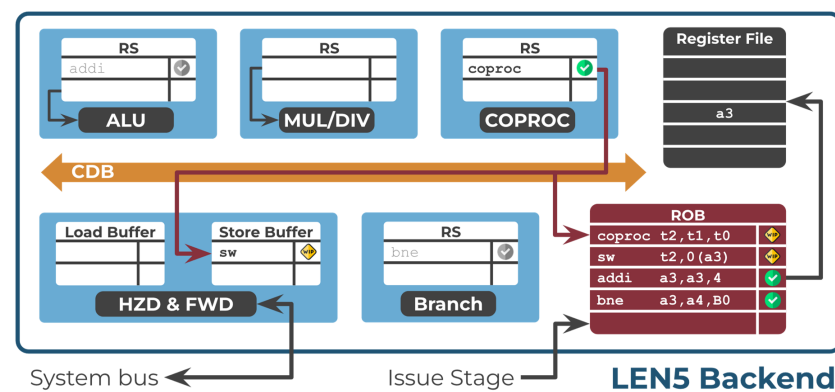 RS
addi
ALU
RS
MUL/DIV
RS
coproc
COPROC
Register File
a3
CDB
Load Buffer
Store Buffer
sw
WIP
HZD & FWD
RS
bne
Branch
ROB
coproc t2,t1,t0 WIP
sw t2,0(a3) WIP
addi a3,a3,4
bne a3,a4,B0
System bus
Issue Stage
LEN5 Backend